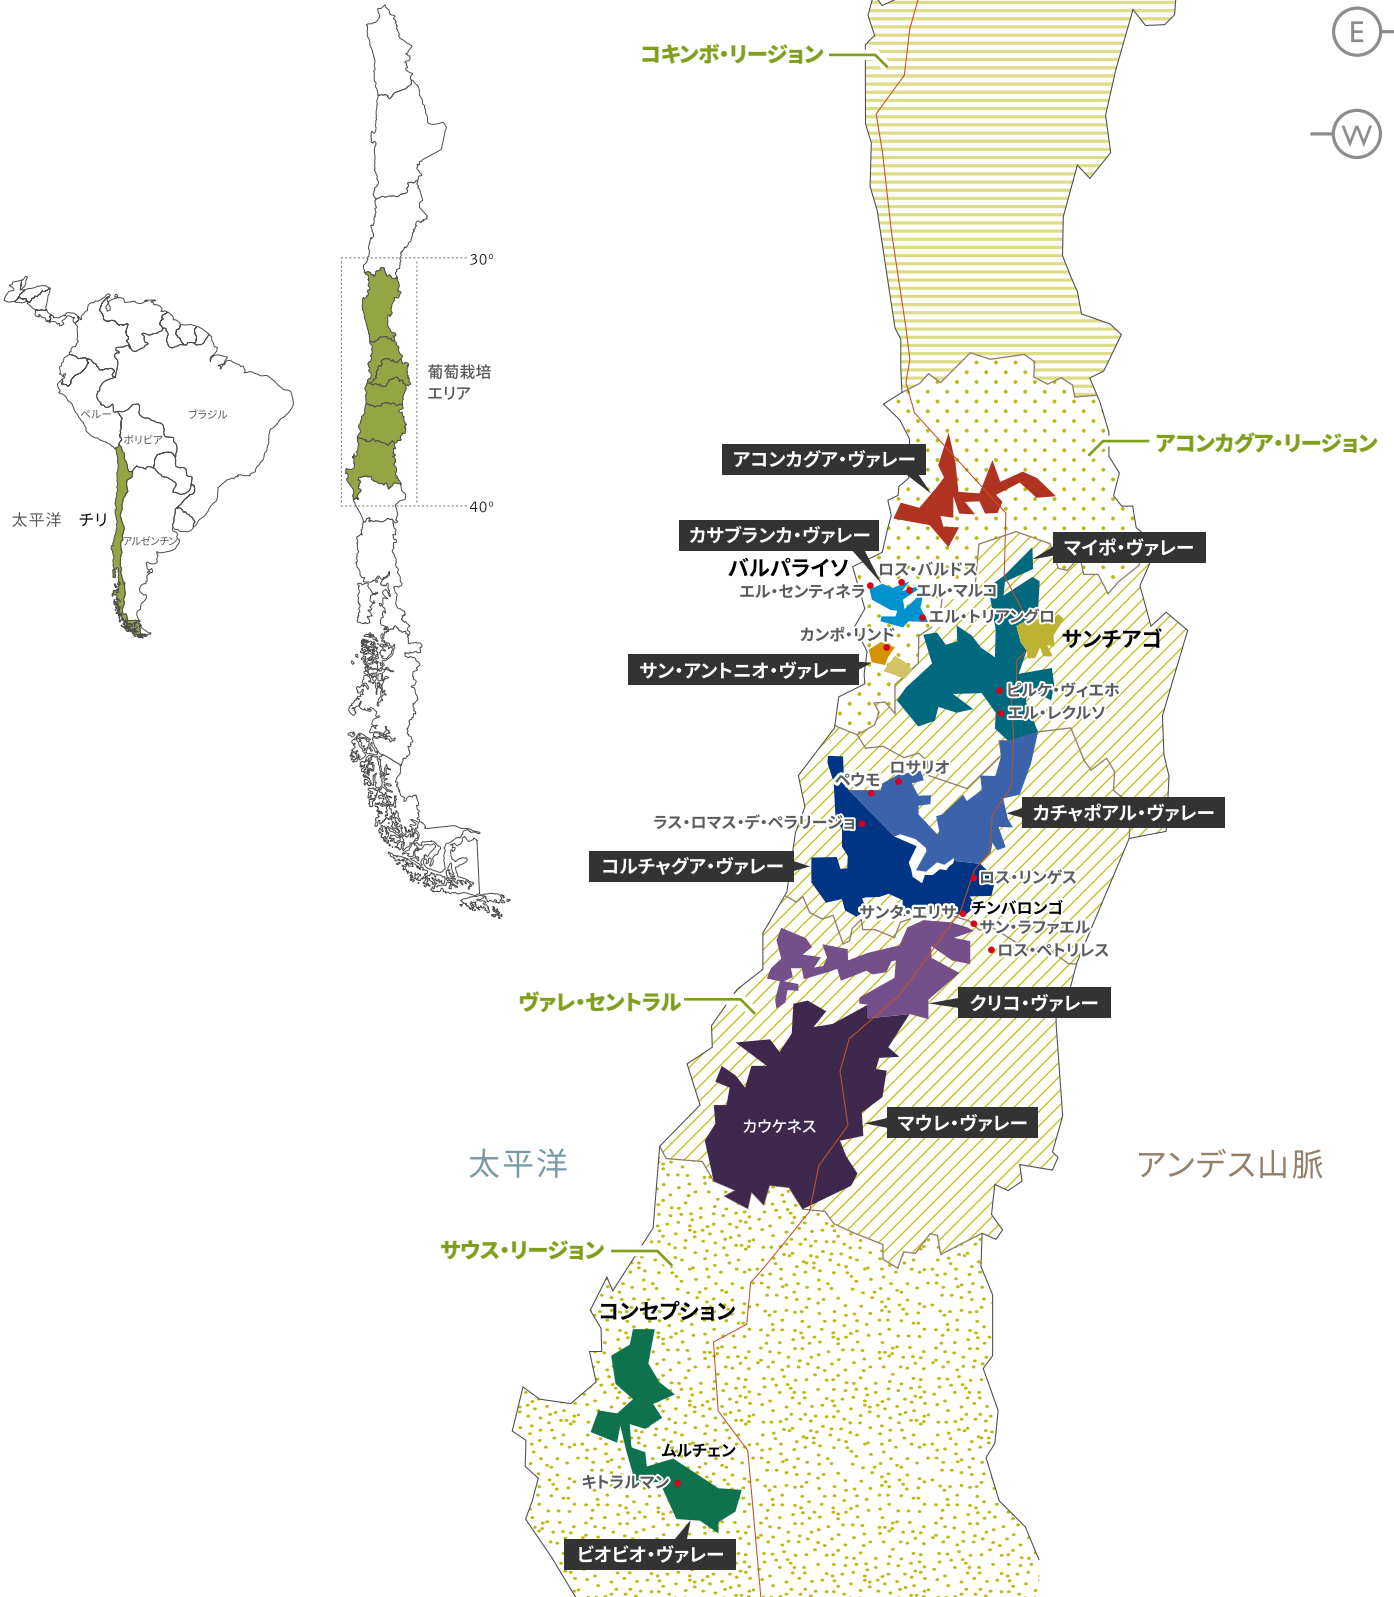 コキンボ・リージョン
E
W
30º
葡萄栽培
エリア
ペルー
ブラジル
ボリビア
アコンカグア・リージョン
アコンカグア・ヴァレー
40º
太平洋
チリ
アルゼンチン
カサブランカ・ヴァレー
マイポ・ヴァレー
バルパライソ
ロス・バルドス
エル・センティネラ
エル・マルコ
エル・トリアングロ
カンポ・リンド
サンチアゴ
サン・アントニオ・ヴァレー
ピルケ・ヴィエホ
エル・レクルソ
ロサリオ
ペウモ
カチャポアル・ヴァレー
ラス・ロマス・デ・ペラリージョ
コルチャグア・ヴァレー
ロス・リンゲス
サンタ・エリサ
チンバロンゴ
サン・ラファエル
ロス・ペトリレス
ヴァレ・セントラル
クリコ・ヴァレー
カウケネス
マウレ・ヴァレー
太平洋
アンデス山脈
サウス・リージョン
コンセプション
ムルチェン
キトラルマン
ビオビオ・ヴァレー